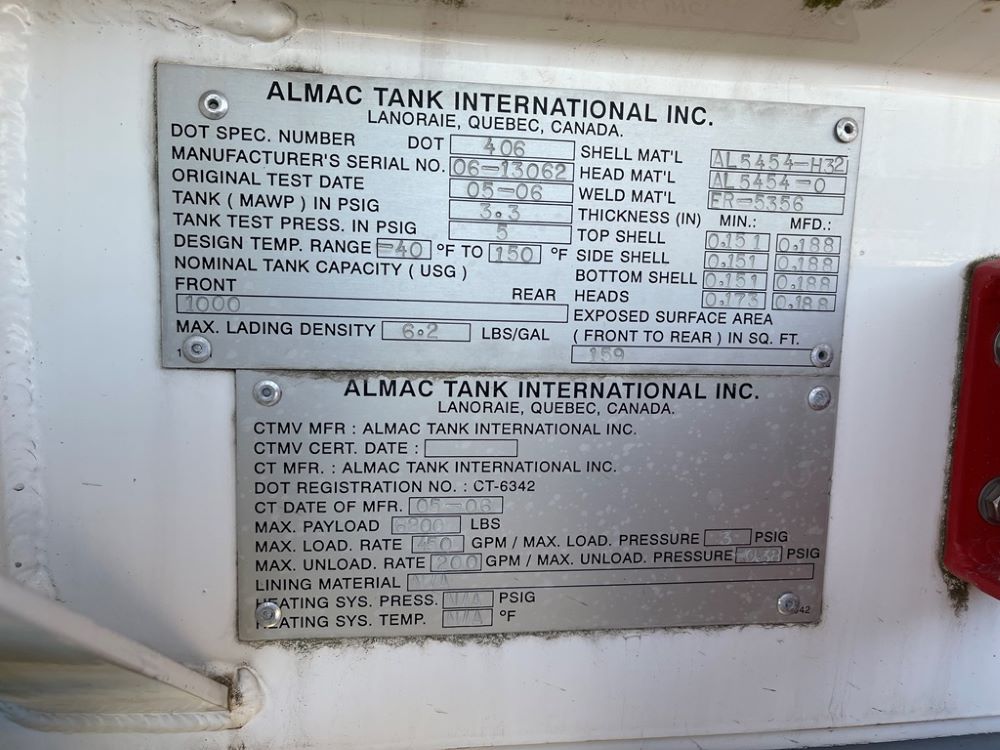 ALMAC TANK INTERNATIONAL INC.
LANORAIE, QUEBEC, CANADA.
DOT SPEC. NUMBER DOT 406
MANUFACTURER'S SERIAL NO. 06-13062
ORIGINAL TEST DATE 05-06
TANK ( MAWP ) IN PSIG 3.3
TANK TEST PRESS. IN PSIG 5
DESIGN TEMP. RANGE -40 °F TO 150 °F
NOMINAL TANK CAPACITY ( USG )
FRONT REAR
1000
MAX. LADING DENSITY 6.2 LBS/GAL
SHELL MAT'L AL5454-H32
HEAD MAT'L AL5454-0
WELD MAT'L ER-5356
THICKNESS (IN) MIN.: MFD.:
TOP SHELL 0.151 0.188
SIDE SHELL 0.151 0.188
BOTTOM SHELL 0.151 0.188
HEADS 0.173 0.188
EXPOSED SURFACE AREA
( FRONT TO REAR ) IN SQ. FT.
159
ALMAC TANK INTERNATIONAL INC.
LANORAIE, QUEBEC, CANADA.
CTMV MFR : ALMAC TANK INTERNATIONAL INC.
CTMV CERT. DATE :
CT MFR. : ALMAC TANK INTERNATIONAL INC.
DOT REGISTRATION NO. : CT-6342
CT DATE OF MFR. 05-06
MAX. PAYLOAD 6200 LBS
MAX. LOAD. RATE 450 GPM / MAX. LOAD. PRESSURE 3 PSIG
MAX. UNLOAD. RATE 200 GPM / MAX. UNLOAD. PRESSURE PSIG
LINING MATERIAL N/A
HEATING SYS. PRESS. N/A PSIG
HEATING SYS. TEMP. N/A °F